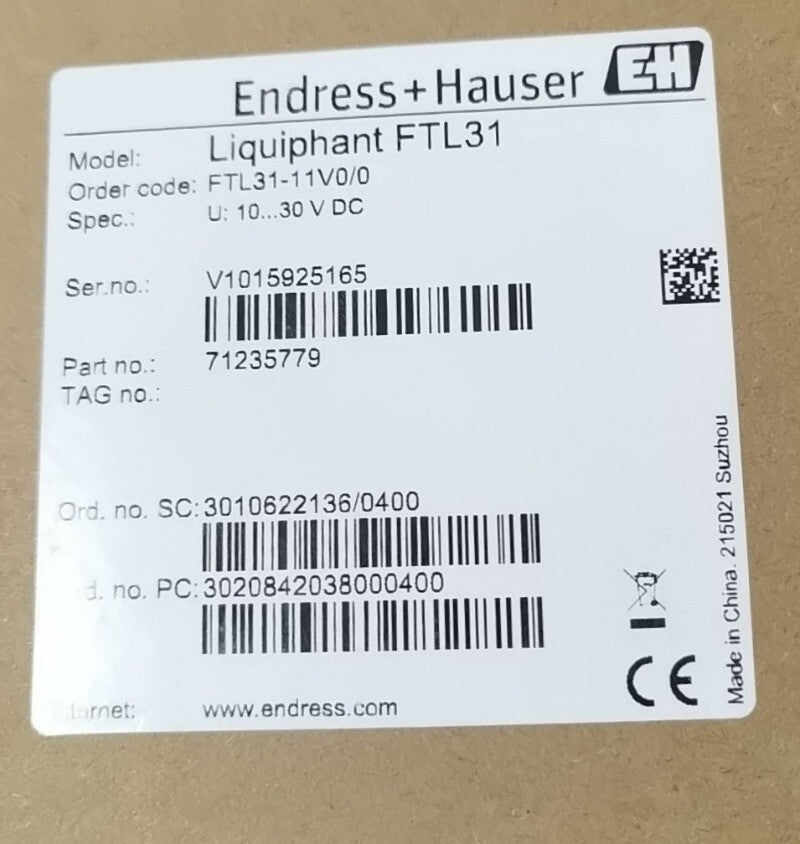 Endress+Hauser EH
Model: Liquiphant FTL31
Order code: FTL31-11V0/0
Spec.: U: 10...30 V DC
Ser.no.: V1015925165
Part no.: 71235779
TAG no.:
Ord. no. SC: 3010622136/0400
d. no. PC: 3020842038000400
ternet: www.endress.com
CE
Made in China. 215021 Suzhou